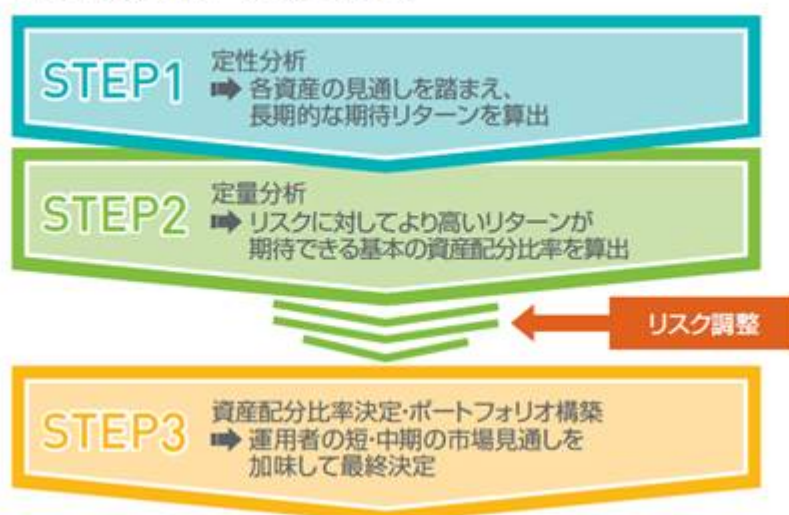 STEP1
定性分析
➡ 各資産の見通しを踏まえ、
長期的な期待リターンを算出
STEP2
定量分析
➡ リスクに対してより高いリターンが
期待できる基本の資産配分比率を算出
リスク調整
STEP3
資産配分比率決定・ポートフォリオ構築
➡ 運用者の短・中期の市場見通しを
加味して最終決定